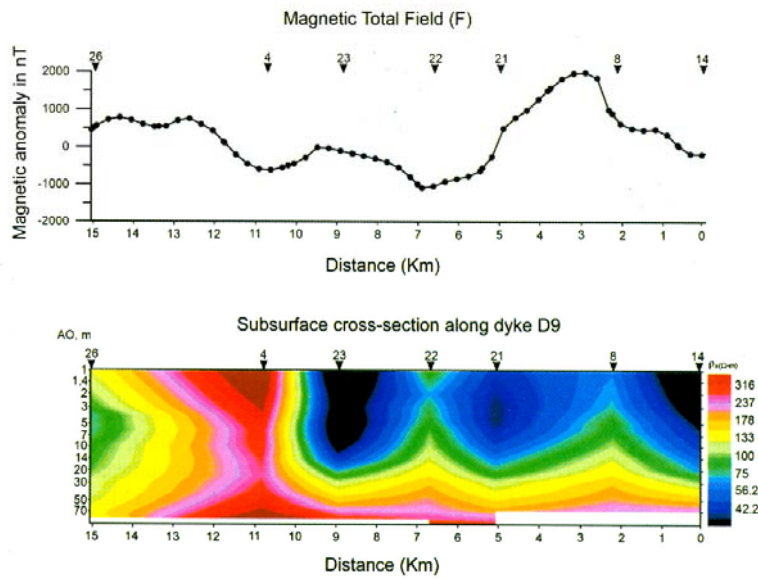 Magnetic Total Field (F)
26 4 23 22 21 8 14
Magnetic anomaly in nT
2000
1000
0
-1000
-2000
15 14 13 12 11 10 9 8 7 6 5 4 3 2 1 0
Distance (Km)
Subsurface cross-section along dyke D9
AO, m
26 4 23 22 21 8 14
1
1,4
2
3
5
7
10
14
20
30
50
70
316
237
178
133
100
75
56.2
42.2
15 14 13 12 11 10 9 8 7 6 5 4 3 2 1 0
Distance (Km)